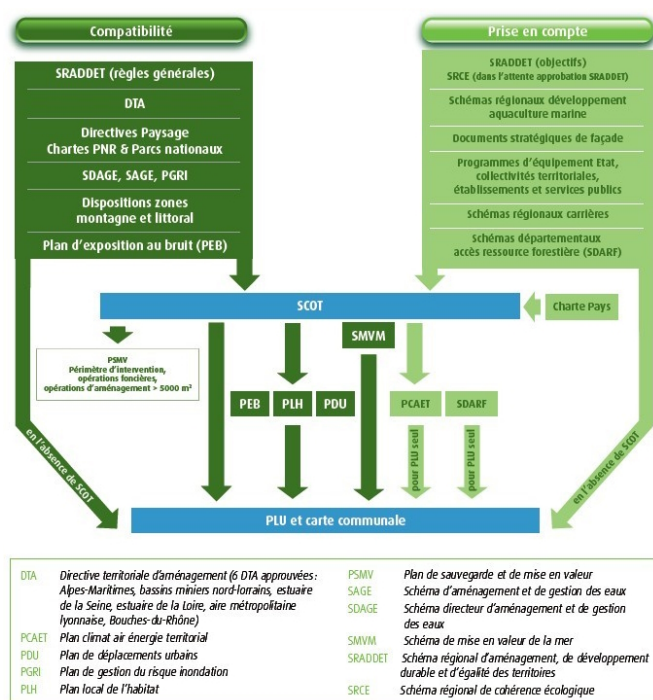 Compatibilité
SRADDET (règles générales)
DTA
Directives Paysage
Chartes PNR & Parcs nationaux
SDAGE, SAGE, PGRI
Dispositions zones
montagne et littoral
Plan d'exposition au bruit (PEB)
Prise en compte
SRADDET (objectifs)
SRCE (dans l'attente approbation SRADDET)
Schémas régionaux développement
aquaculture marine
Documents stratégiques de façade
Programmes d'équipement Etat,
collectivités territoriales,
établissements et services publics
Schémas régionaux carrières
Schémas départementaux
accès ressource forestière (SDARF)
SCOT
Charte Pays
PSMV
Périmètre d'intervention,
opérations foncières,
opérations d'aménagement > 5000 m²
SMVM
PEB
PLH
PDU
PCAET
SDARF
en l'absence de SCOT
pour PLU seul
pour PLU seul
en l'absence de SCOT
PLU et carte communale
DTA Directive territoriale d'aménagement (6 DTA approuvées :
Alpes-Maritimes, bassins miniers nord-lorrains, estuaire
de la Seine, estuaire de la Loire, aire métropolitaine
lyonnaise, Bouches-du-Rhône)
PCAET Plan climat air énergie territorial
PDU Plan de déplacements urbains
PGRI Plan de gestion du risque inondation
PLH Plan local de l'habitat
PSMV Plan de sauvegarde et de mise en valeur
SAGE Schéma d'aménagement et de gestion des eaux
SDAGE Schéma directeur d'aménagement et de gestion
des eaux
SMVM Schéma de mise en valeur de la mer
SRADDET Schéma régional d'aménagement, de développement
durable et d'égalité des territoires
SRCE Schéma régional de cohérence écologique